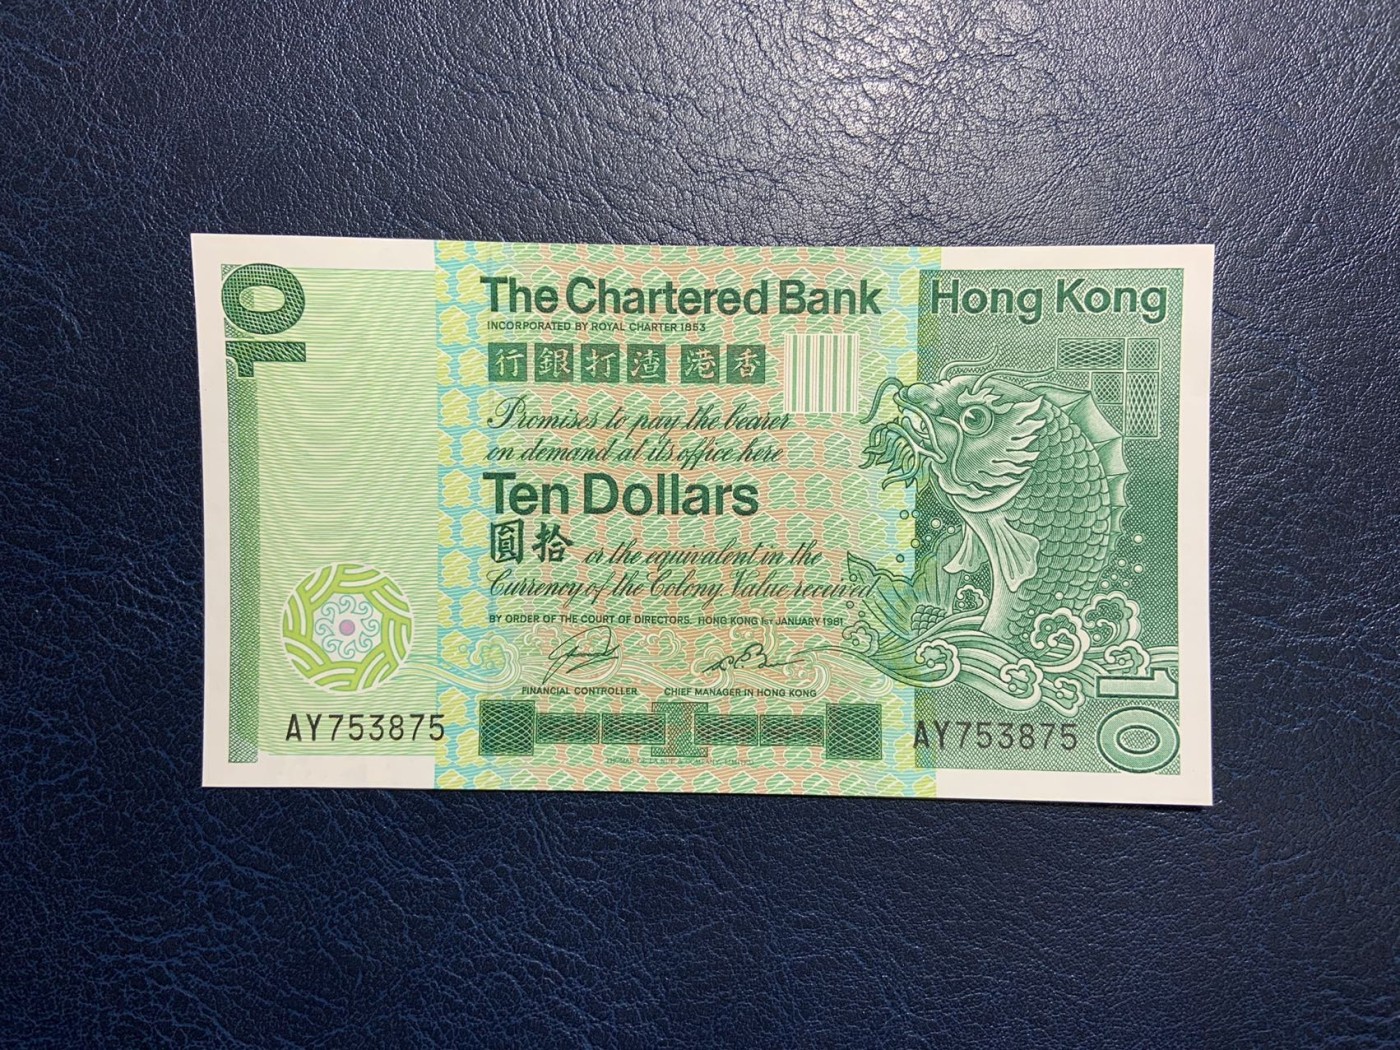 10
The Chartered Bank
Hong Kong
INCORPORATED BY ROYAL CHARTER 1853
行銀打渣港香
Promises to pay the bearer
on demand at its office here
Ten Dollars
圓拾 or the equivalent in the
Currency of the Colony Value received
BY ORDER OF THE COURT OF DIRECTORS. HONG KONG 1ST JANUARY 1981
FINANCIAL CONTROLLER CHIEF MANAGER IN HONG KONG
AY753875
AY753875
10